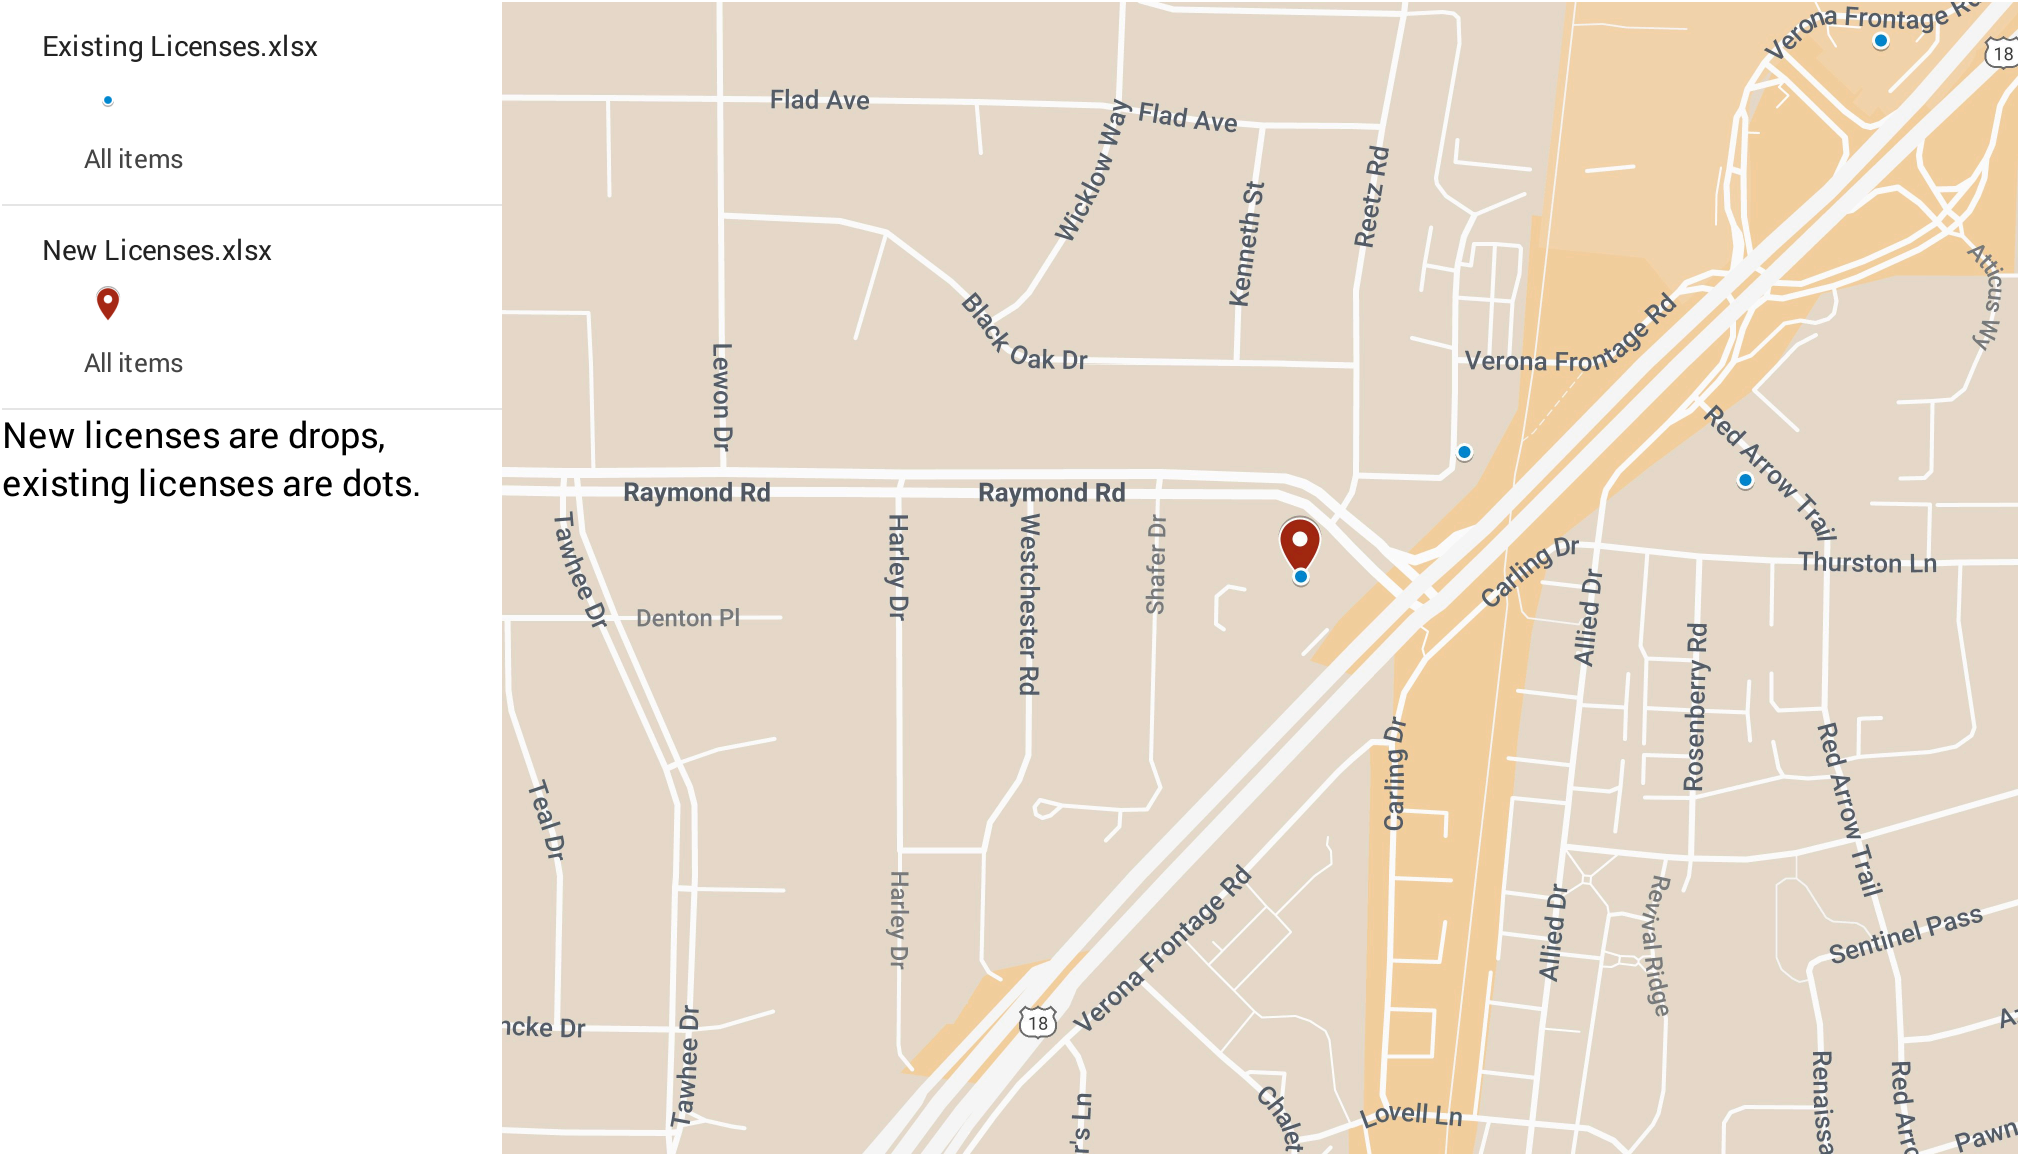 Existing Licenses.xlsx
All items
New Licenses.xlsx
All items
New licenses are drops,
existing licenses are dots.
Verona Frontage
18
Flad Ave
Flad Ave
Wicklow Way
Kenneth St
Reetz Rd
Atticus Wy
Black Oak Dr
Verona Frontage Rd
Lewon Dr
Red Arrow Trail
Raymond Rd
Raymond Rd
Tawhee Dr
Harley Dr
Westchester Rd
Shafer Dr
Carling Dr
Thurston Ln
Allied Dr
Denton Pl
Rosenberry Rd
Carling Dr
Red Arrow Trail
Teal Dr
Harley Dr
Verona Frontage Rd
Allied Dr
Revival Ridge
Sentinel Pass
18
ncke Dr
Tawhee Dr
Renaissa
Red Arro
r's Ln
Chalet
Lovell Ln
Pawn